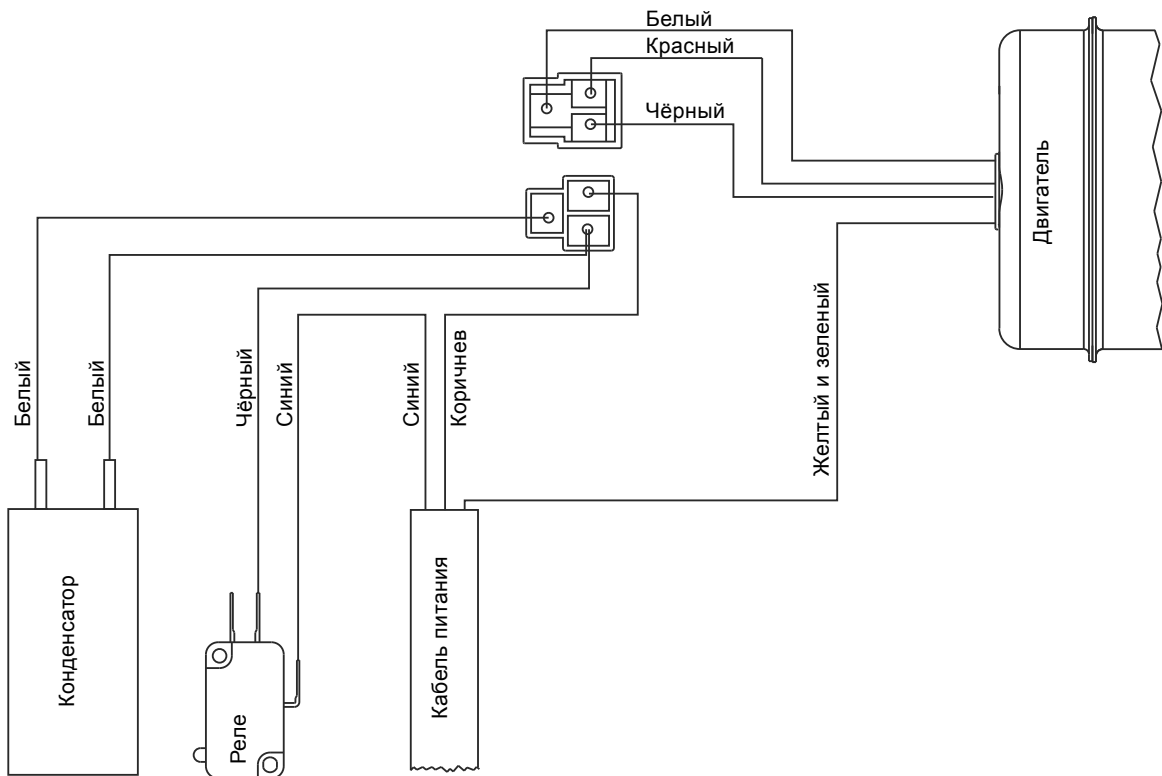 Белый
Красный
Чёрный
Двигатель
Белый
Белый
Чёрный
Синий
Синий
Коричнев
Желтый и зеленый
Конденсатор
Реле
Кабель питания